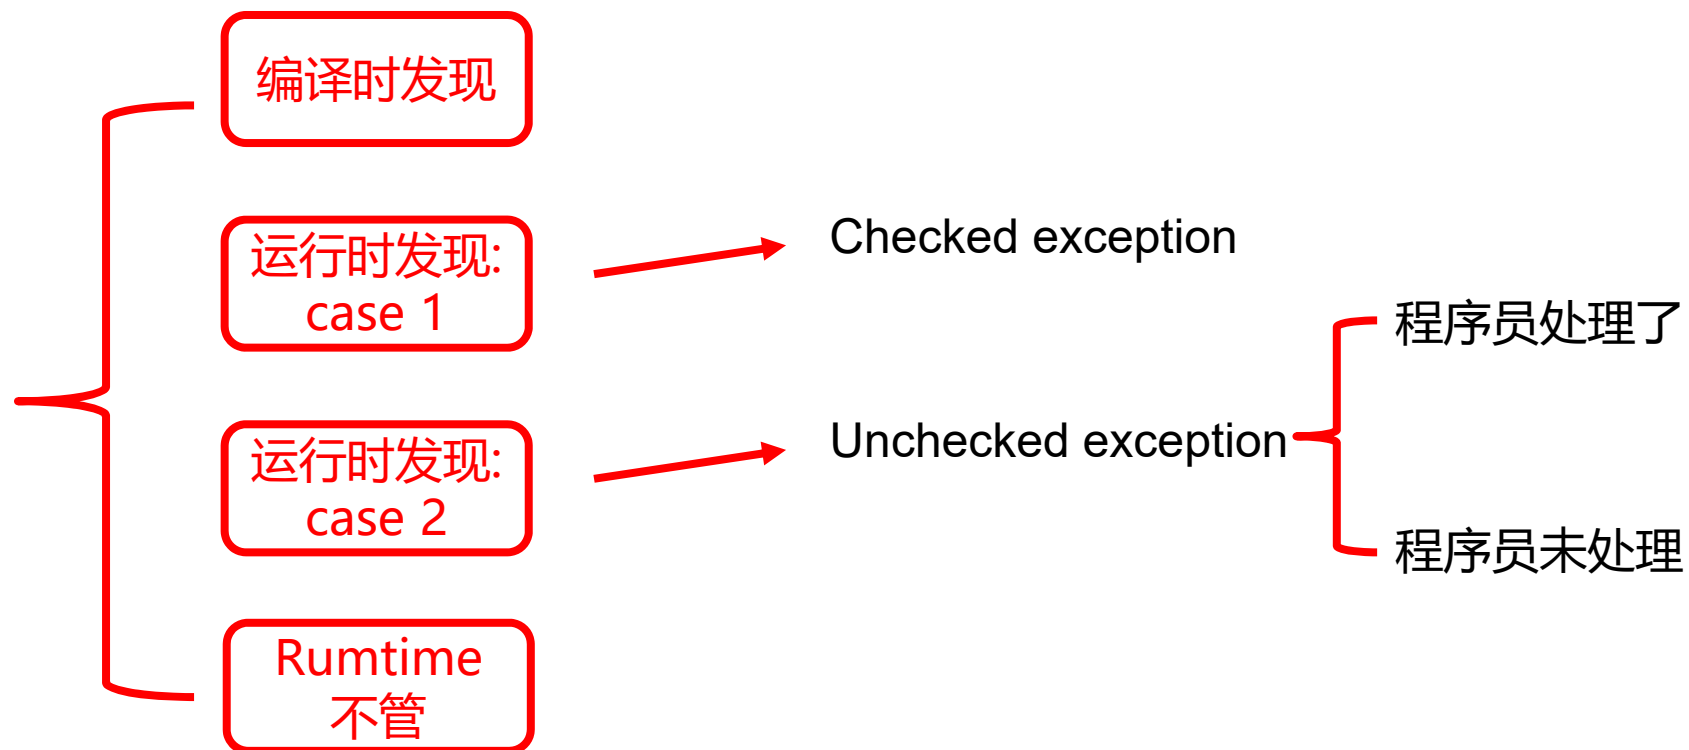 编译时发现
运行时发现:
case 1
Checked exception
程序员处理了
运行时发现:
case 2
Unchecked exception
程序员未处理
Rumtime
不管